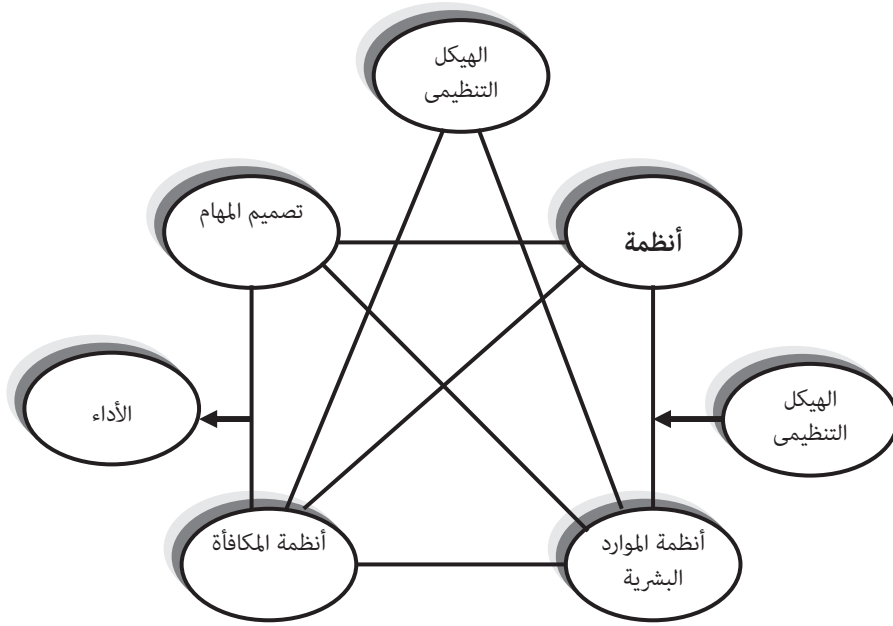 الهيكل
التنظيمى
أنظمة
تصميم المهام
الهيكل
التنظيمى
الأداء
أنظمة الموارد
البشرية
أنظمة المكافأة